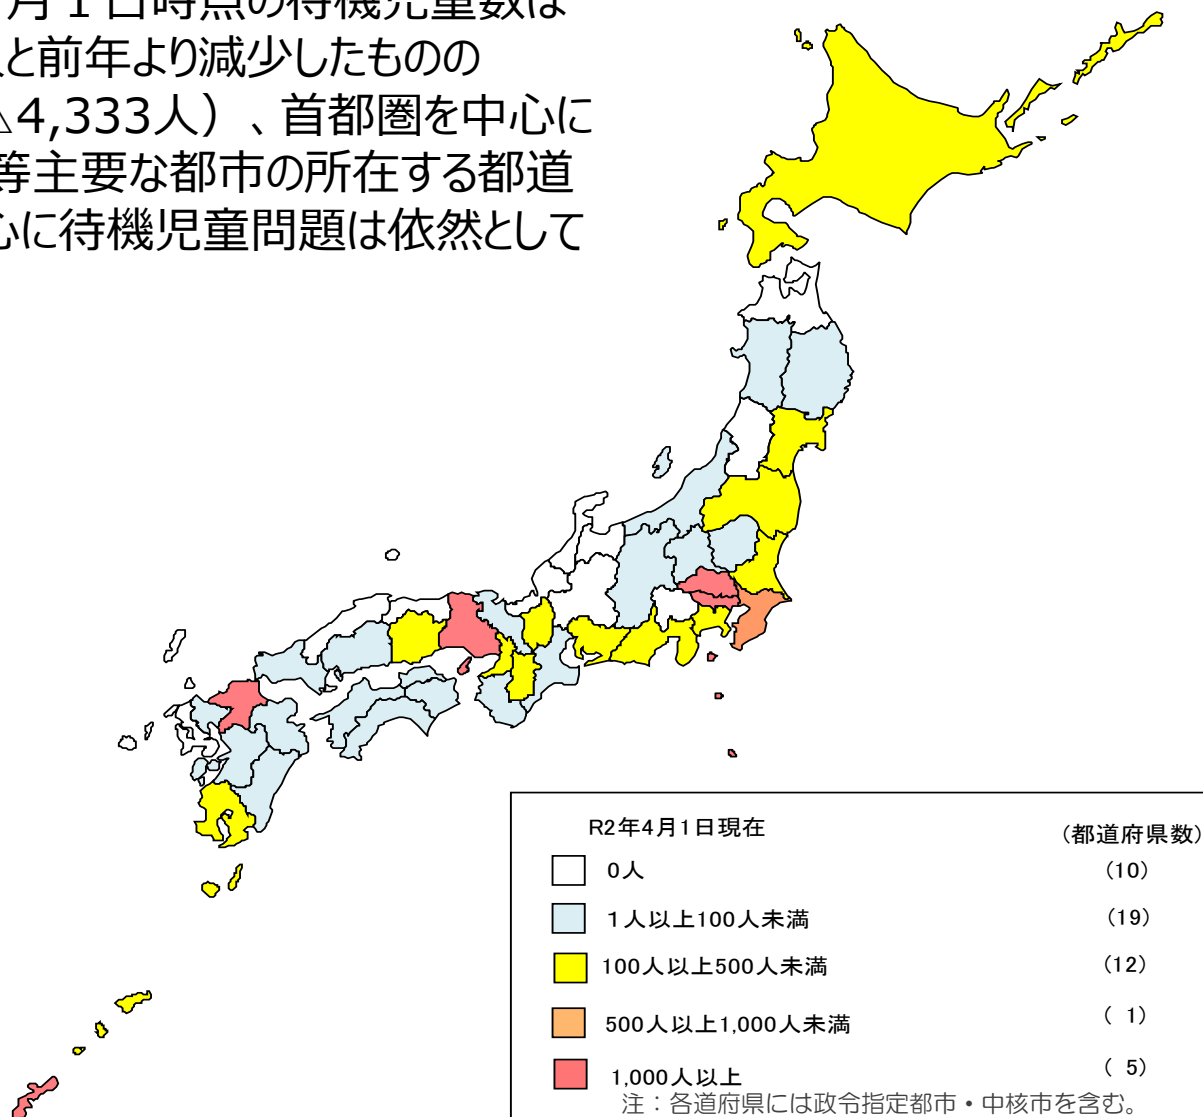 月１日時点の待機児童数は
人と前年より減少したものの
△4,333人）、首都圏を中心に
等主要な都市の所在する都道
心に待機児童問題は依然として
R2年4月1日現在 （都道府県数）
0人 （10）
１人以上100人未満 （19）
100人以上500人未満 （12）
500人以上1,000人未満 （ 1）
1,000人以上 （ 5）
注：各道府県には政令指定都市・中核市を含む。